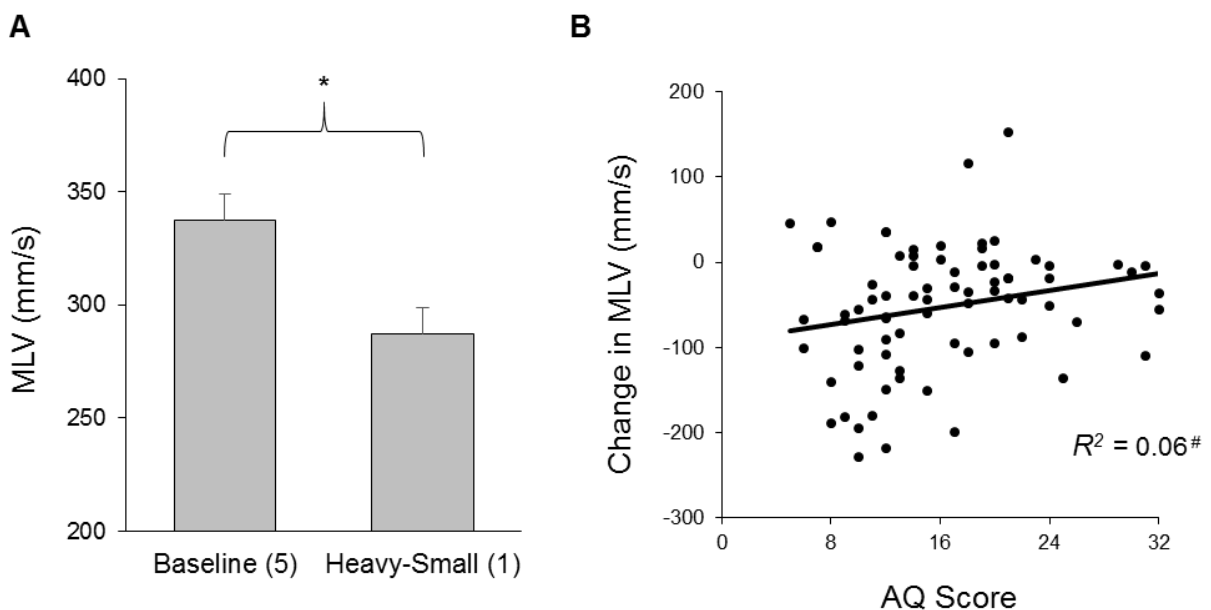 A
400
350
300
250
200
MLV (mm/s)
*
Baseline (5)
Heavy-Small (1)
B
200
100
0
-100
-200
-300
Change in MLV (mm/s)
R² = 0.06#
0 8 16 24 32
AQ Score